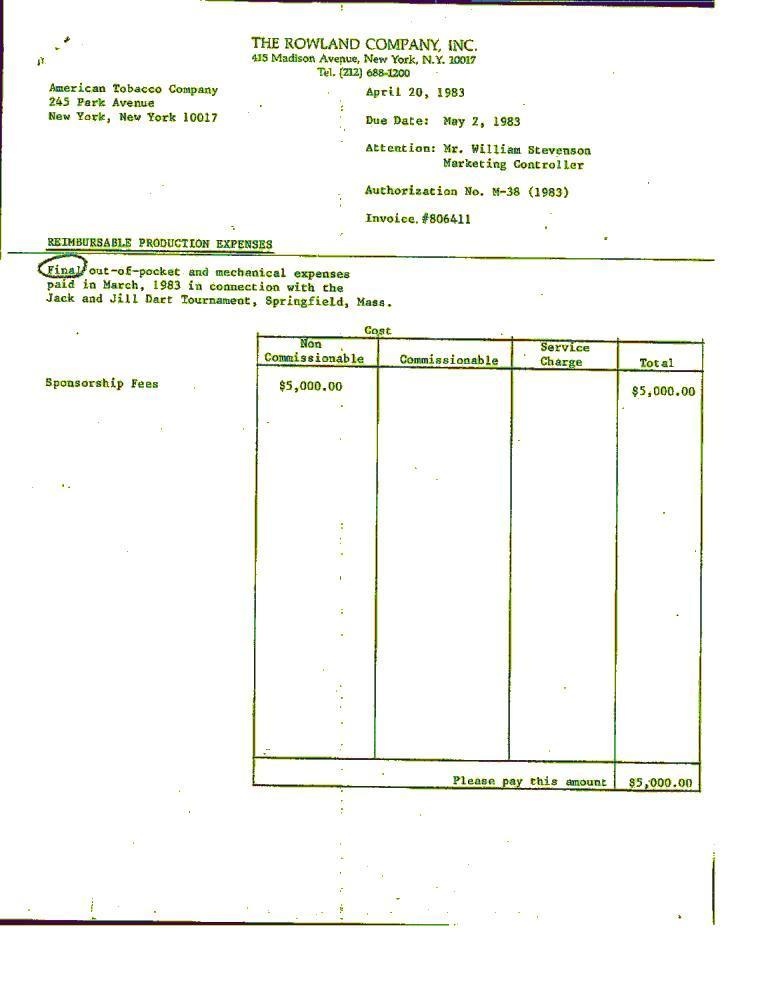 THE ROWLAND COMPANY, INC.
415 Madison Avenue, New York, N.Y. 10017
Tel. (212) 688-1200
American Tobacco Company
245 Park Avenue
New York, New York 10017
April 20, 1983
Due Date: May 2, 1983
Attention: Mr. William Stevenson
Marketing Controller
Authorization No. M-38 (1983)
Invoice.#806411
REIMBURSABLE PRODUCTION EXPENSES
Final out-of-pocket and mechanical expenses
paid in March, 1983 in connection with the
Jack and Jill Dart Tournament, Springfield, Mass.
Cost
Non Commissionable Commissionable Service Charge Total
Sponsorship Fees $5,000.00 $5,000.00
Please pay this amount $5,000.00